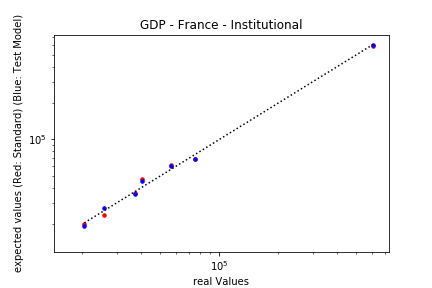 GDP - France - Institutional
expected values (Red: Standard) (Blue: Test Model)
10⁵
10⁵
real Values